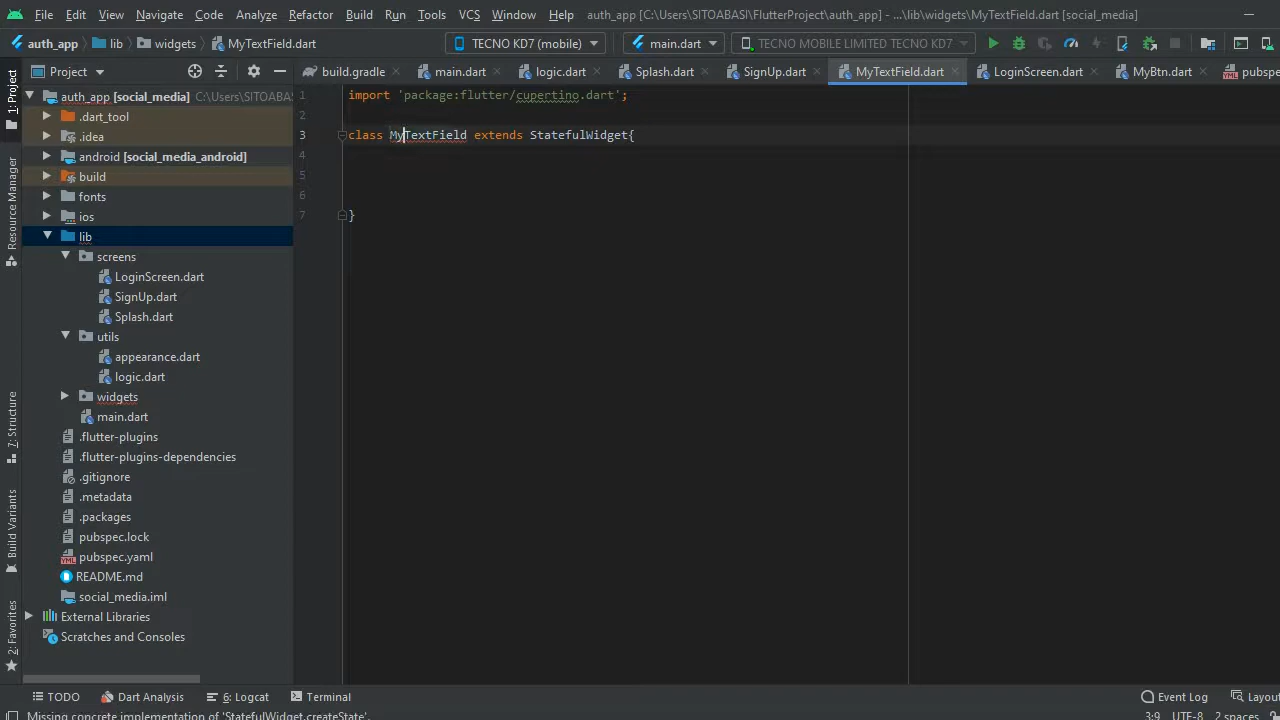 File Edit View Navigate Code Analyze Refactor Build Run Tools VCS Window Help auth_app [C:\Users\SITOABASI\FlutterProject\auth_app] - ...\lib\widgets\MyTextField.dart [social_media]
auth_app lib widgets MyTextField.dart TECNO KD7 (mobile) main.dart TECNO MOBILE LIMITED TECNO KD7
Project build.gradle main.dart logic.dart Splash.dart SignUp.dart MyTextField.dart LoginScreen.dart MyBtn.dart pubspe
1: Project
Resource Manager
7: Structure
Build Variants
2: Favorites
auth_app [social_media] C:\Users\SITOABAS
.dart_tool
.idea
android [social_media_android]
build
fonts
ios
lib
screens
LoginScreen.dart
SignUp.dart
Splash.dart
utils
appearance.dart
logic.dart
widgets
main.dart
.flutter-plugins
.flutter-plugins-dependencies
.gitignore
.metadata
.packages
pubspec.lock
pubspec.yaml
README.md
social_media.iml
External Libraries
Scratches and Consoles
1 import 'package:flutter/cupertino.dart';
2
3 class MyTextField extends StatefulWidget{
4
5
6
7 }
TODO Dart Analysis 6: Logcat Terminal Event Log Layou
Missing concrete implementation of 'StatefulWidget.createState'. 3:9 UTF-8 2 spaces